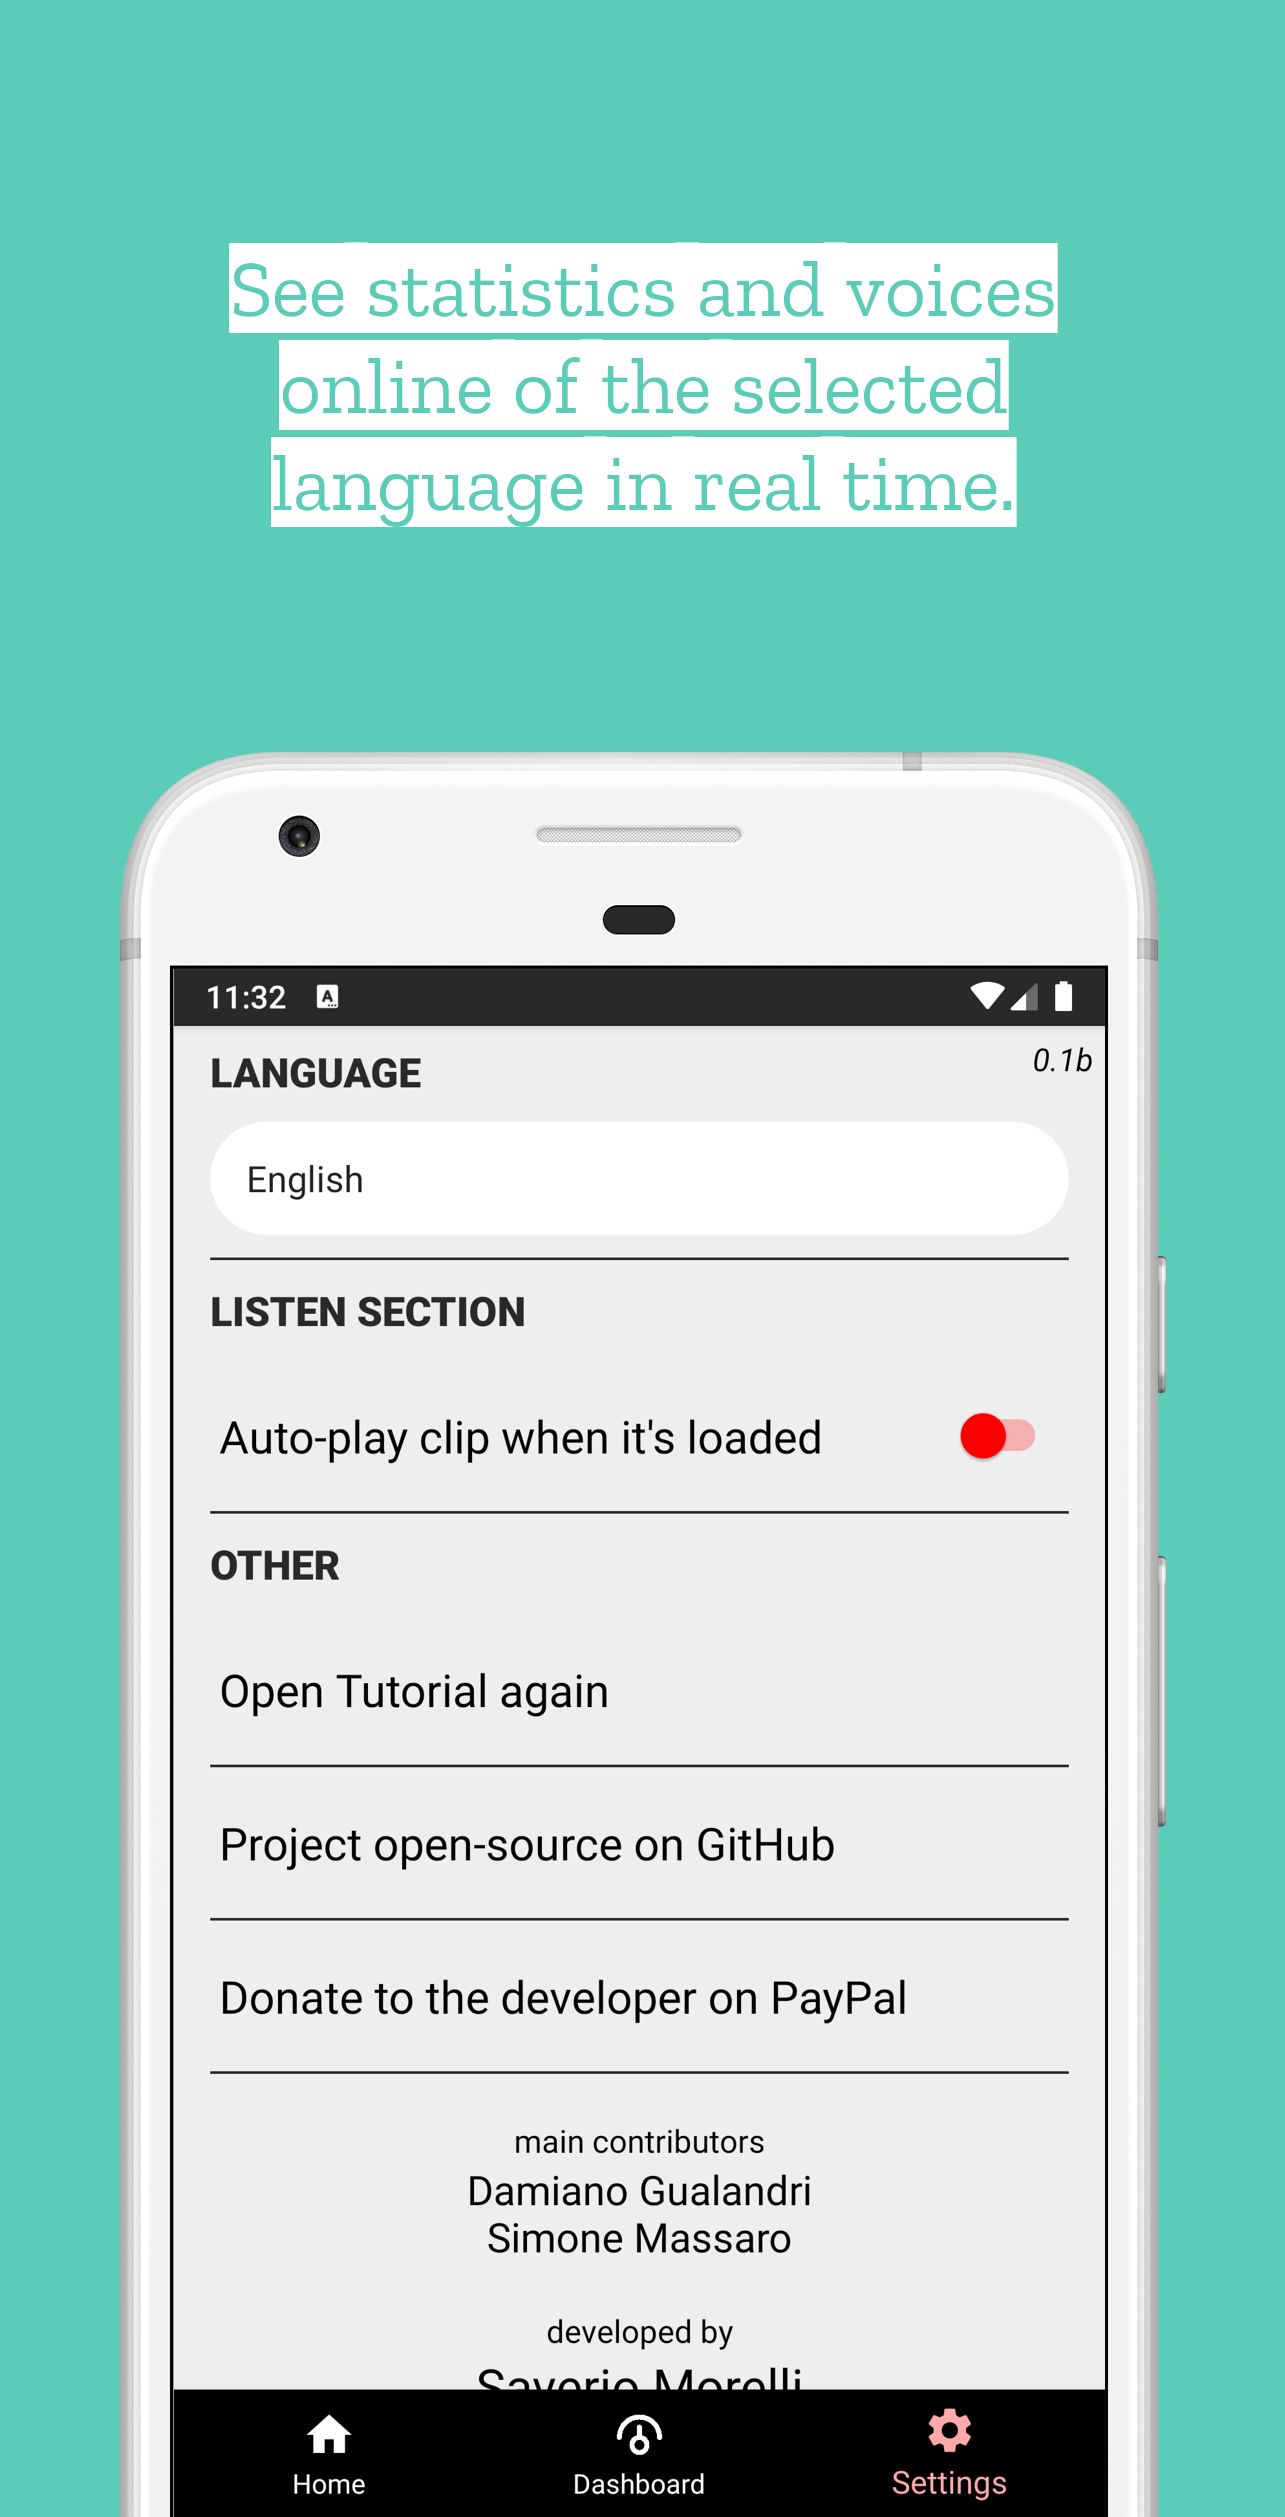 See statistics and voices
online of the selected
language in real time.
11:32
0.1b
LANGUAGE
English
LISTEN SECTION
Auto-play clip when it's loaded
OTHER
Open Tutorial again
Project open-source on GitHub
Donate to the developer on PayPal
main contributors
Damiano Gualandri
Simone Massaro
developed by
Saverio Morelli
Home Dashboard Settings